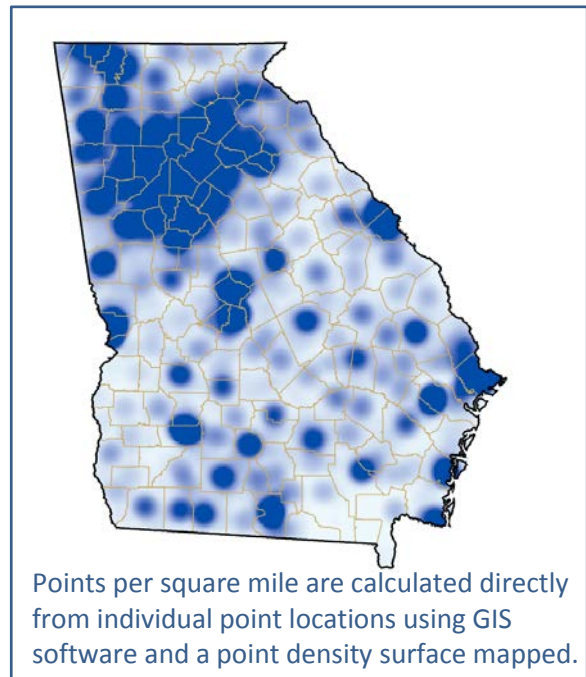 Points per square mile are calculated directly
from individual point locations using GIS
software and a point density surface mapped.